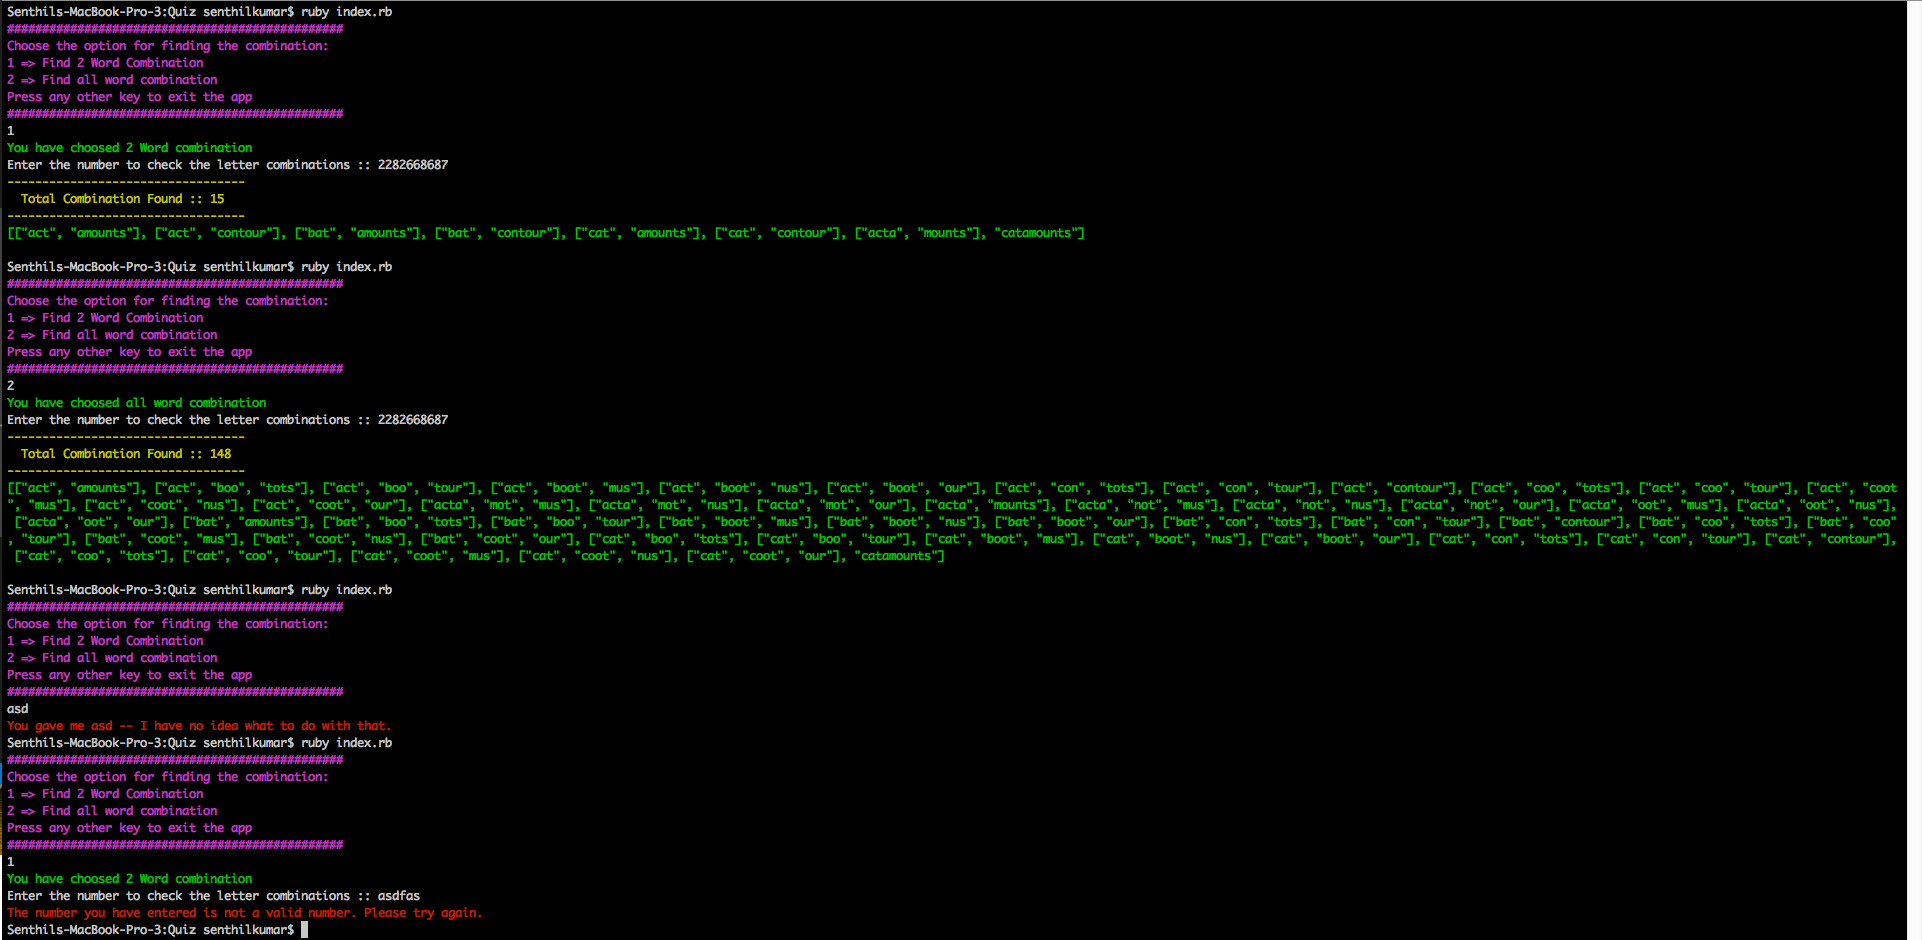 Senthils-MacBook-Pro-3:Quiz senthilkumar$ ruby index.rb
################################################
Choose the option for finding the combination:
1 => Find 2 Word Combination
2 => Find all word combination
Press any other key to exit the app
################################################
1
You have choosed 2 Word combination
Enter the number to check the letter combinations :: 2282668687
----------------------------------
  Total Combination Found :: 15
----------------------------------
[["act", "amounts"], ["act", "contour"], ["bat", "amounts"], ["bat", "contour"], ["cat", "amounts"], ["cat", "contour"], ["acta", "mounts"], "catamounts"]
Senthils-MacBook-Pro-3:Quiz senthilkumar$ ruby index.rb
################################################
Choose the option for finding the combination:
1 => Find 2 Word Combination
2 => Find all word combination
Press any other key to exit the app
################################################
2
You have choosed all word combination
Enter the number to check the letter combinations :: 2282668687
----------------------------------
  Total Combination Found :: 148
----------------------------------
[["act", "amounts"], ["act", "boo", "tots"], ["act", "boo", "tour"], ["act", "boot", "mus"], ["act", "boot", "nus"], ["act", "boot", "our"], ["act", "con", "tots"], ["act", "con", "tour"], ["act", "contour"], ["act", "coo", "tots"], ["act", "coo", "tour"], ["act", "coot
", "mus"], ["act", "coot", "nus"], ["act", "coot", "our"], ["acta", "mot", "mus"], ["acta", "mot", "nus"], ["acta", "mot", "our"], ["acta", "mounts"], ["acta", "not", "mus"], ["acta", "not", "nus"], ["acta", "not", "our"], ["acta", "oot", "mus"], ["acta", "oot", "nus"],
 ["acta", "oot", "our"], ["bat", "amounts"], ["bat", "boo", "tots"], ["bat", "boo", "tour"], ["bat", "boot", "mus"], ["bat", "boot", "nus"], ["bat", "boot", "our"], ["bat", "con", "tots"], ["bat", "con", "tour"], ["bat", "contour"], ["bat", "coo", "tots"], ["bat", "coo"
, "tour"], ["bat", "coot", "mus"], ["bat", "coot", "nus"], ["bat", "coot", "our"], ["cat", "boo", "tots"], ["cat", "boo", "tour"], ["cat", "boot", "mus"], ["cat", "boot", "nus"], ["cat", "boot", "our"], ["cat", "con", "tots"], ["cat", "con", "tour"], ["cat", "contour"],
 ["cat", "coo", "tots"], ["cat", "coo", "tour"], ["cat", "coot", "mus"], ["cat", "coot", "nus"], ["cat", "coot", "our"], "catamounts"]
Senthils-MacBook-Pro-3:Quiz senthilkumar$ ruby index.rb
################################################
Choose the option for finding the combination:
1 => Find 2 Word Combination
2 => Find all word combination
Press any other key to exit the app
################################################
asd
You gave me asd -- I have no idea what to do with that.
Senthils-MacBook-Pro-3:Quiz senthilkumar$ ruby index.rb
################################################
Choose the option for finding the combination:
1 => Find 2 Word Combination
2 => Find all word combination
Press any other key to exit the app
################################################
1
You have choosed 2 Word combination
Enter the number to check the letter combinations :: asdfas
The number you have entered is not a valid number. Please try again.
Senthils-MacBook-Pro-3:Quiz senthilkumar$